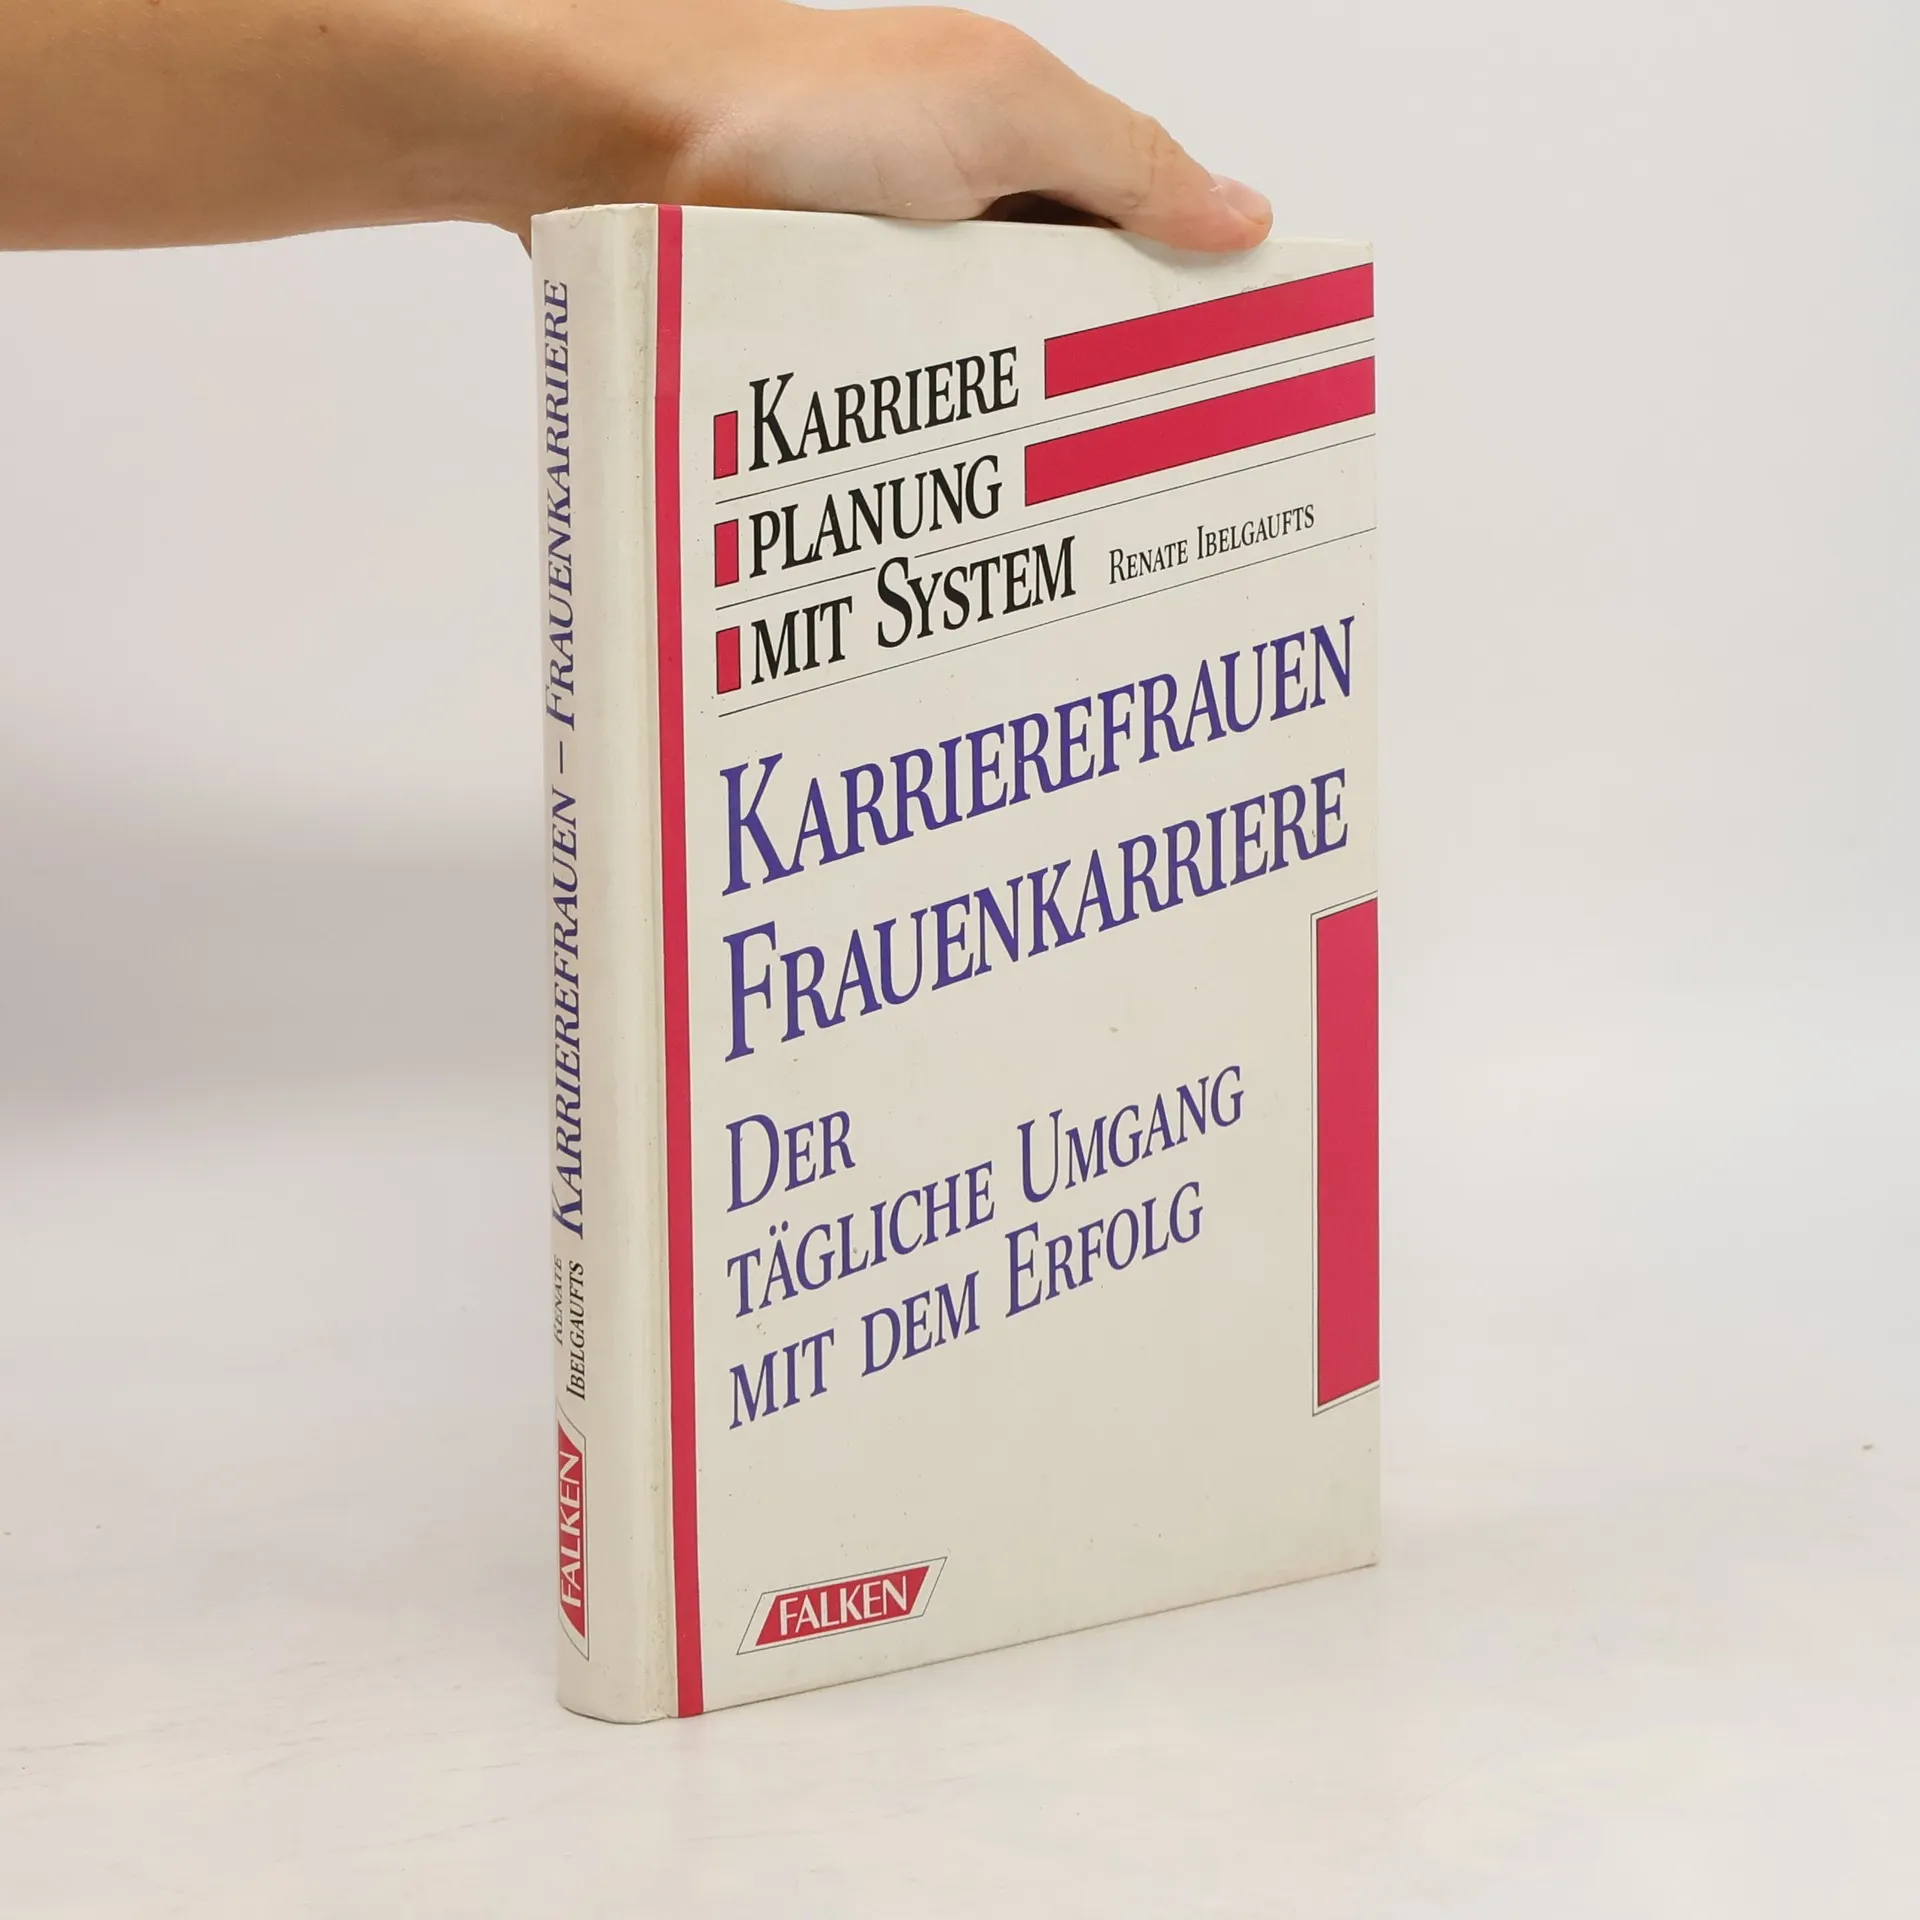 KARRIERE
PLANUNG
MIT SYSTEM RENATE IBELGAUFTS
KARRIEREFRAUEN
FRAUENKARRIERE
DER
TÄGLICHE UMGANG
MIT DEM ERFOLG
FALKEN
RENATE
IBELGAUFTS
KARRIEREFRAUEN – FRAUENKARRIERE
FALKEN